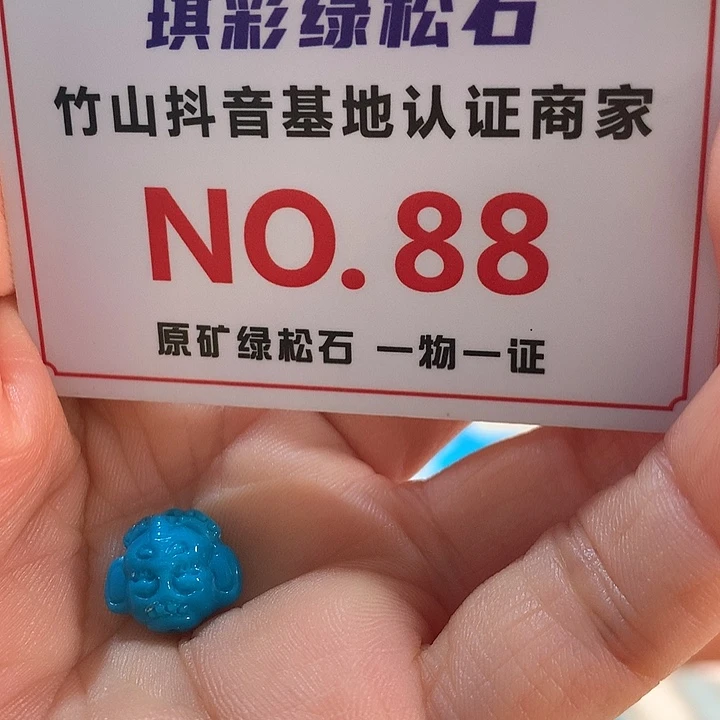 琪彩绿松石
竹山抖音基地认证商家
NO.88
原矿绿松石 一物一证